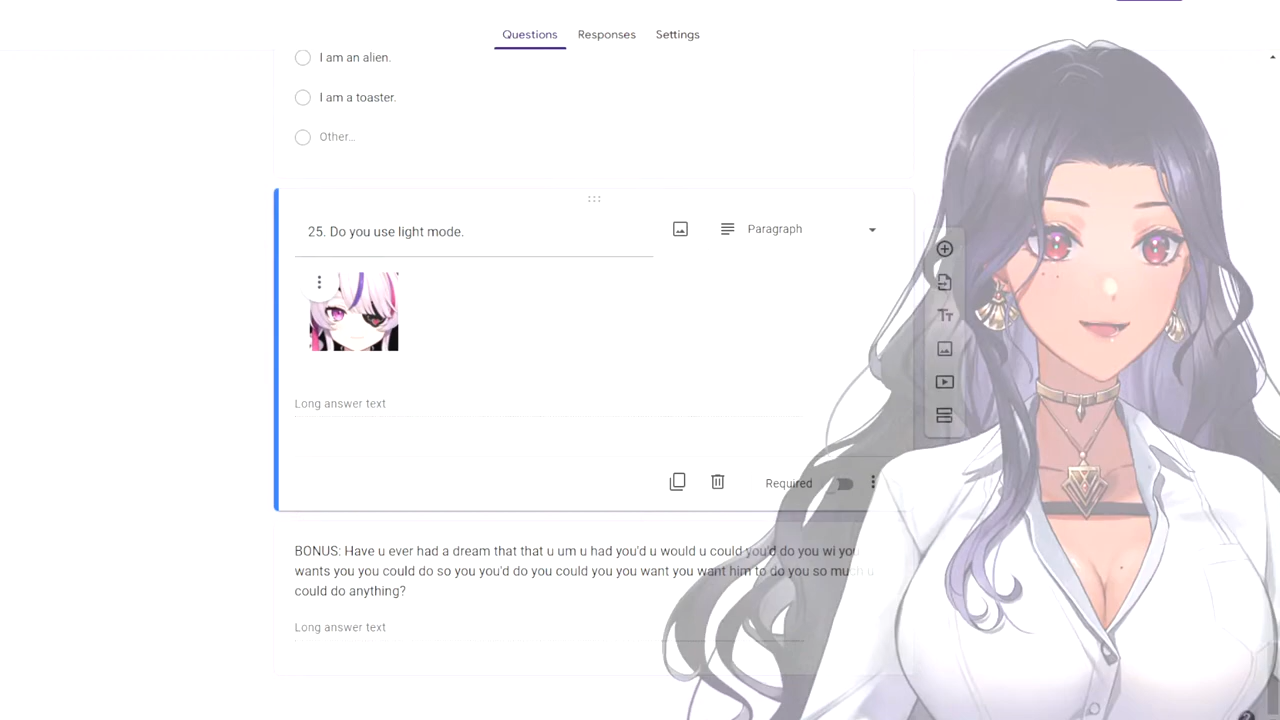 Questions Responses Settings
I am an alien.
I am a toaster.
Other...
25. Do you use light mode.
Paragraph
Long answer text
Required
BONUS: Have u ever had a dream that that u um u had you'd u would u could you'd do you wi you
wants you you could do so you you'd do you could you you want you want him to do you so much u
could do anything?
Long answer text